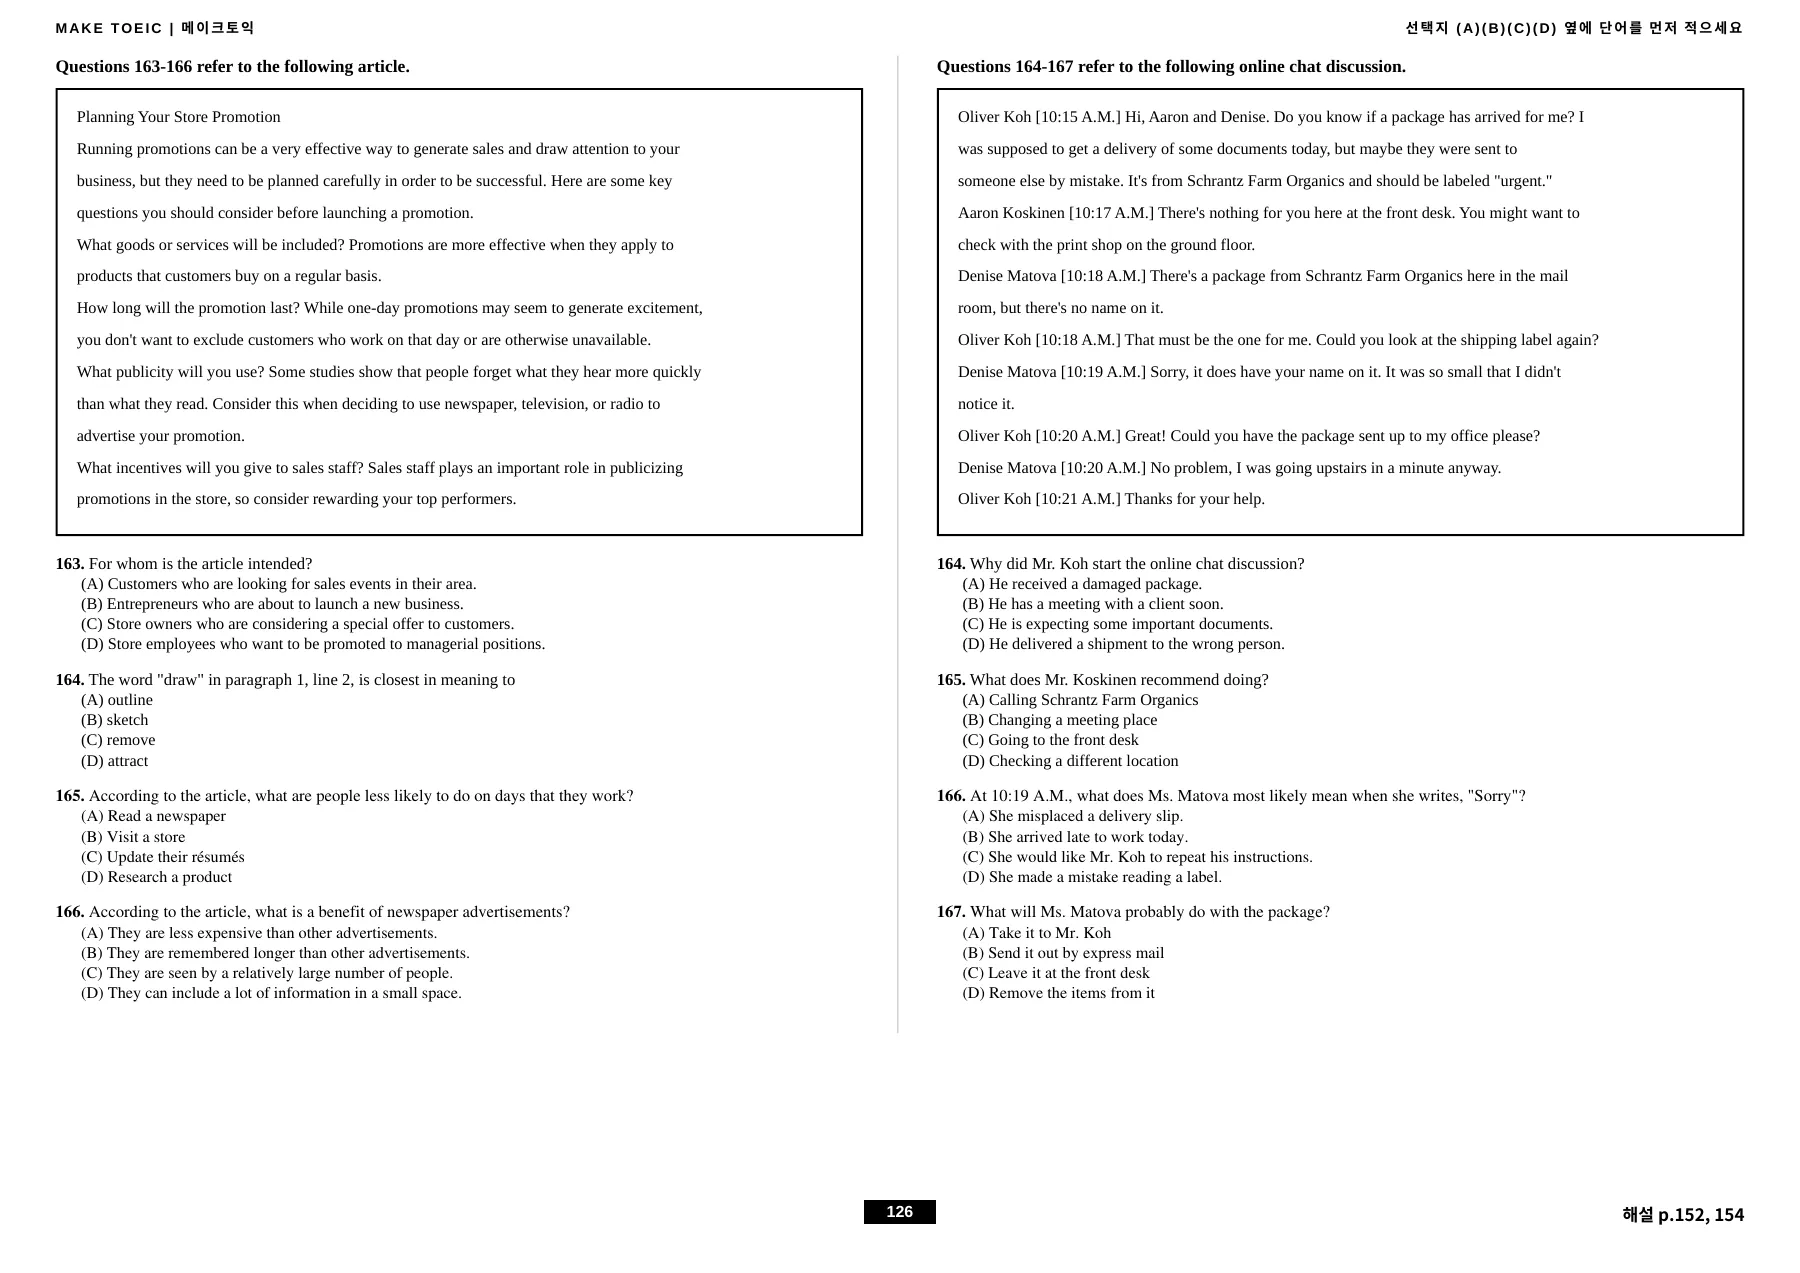 MAKE TOEIC | 메이크토익
선택지 (A)(B)(C)(D) 옆에 단어를 먼저 적으세요
Questions 163-166 refer to the following article.
Planning Your Store Promotion
Running promotions can be a very effective way to generate sales and draw attention to your
business, but they need to be planned carefully in order to be successful. Here are some key
questions you should consider before launching a promotion.
What goods or services will be included? Promotions are more effective when they apply to
products that customers buy on a regular basis.
How long will the promotion last? While one-day promotions may seem to generate excitement,
you don't want to exclude customers who work on that day or are otherwise unavailable.
What publicity will you use? Some studies show that people forget what they hear more quickly
than what they read. Consider this when deciding to use newspaper, television, or radio to
advertise your promotion.
What incentives will you give to sales staff? Sales staff plays an important role in publicizing
promotions in the store, so consider rewarding your top performers.
163. For whom is the article intended?
(A) Customers who are looking for sales events in their area.
(B) Entrepreneurs who are about to launch a new business.
(C) Store owners who are considering a special offer to customers.
(D) Store employees who want to be promoted to managerial positions.
164. The word "draw" in paragraph 1, line 2, is closest in meaning to
(A) outline
(B) sketch
(C) remove
(D) attract
165. According to the article, what are people less likely to do on days that they work?
(A) Read a newspaper
(B) Visit a store
(C) Update their résumés
(D) Research a product
166. According to the article, what is a benefit of newspaper advertisements?
(A) They are less expensive than other advertisements.
(B) They are remembered longer than other advertisements.
(C) They are seen by a relatively large number of people.
(D) They can include a lot of information in a small space.
Questions 164-167 refer to the following online chat discussion.
Oliver Koh [10:15 A.M.] Hi, Aaron and Denise. Do you know if a package has arrived for me? I
was supposed to get a delivery of some documents today, but maybe they were sent to
someone else by mistake. It's from Schrantz Farm Organics and should be labeled "urgent."
Aaron Koskinen [10:17 A.M.] There's nothing for you here at the front desk. You might want to
check with the print shop on the ground floor.
Denise Matova [10:18 A.M.] There's a package from Schrantz Farm Organics here in the mail
room, but there's no name on it.
Oliver Koh [10:18 A.M.] That must be the one for me. Could you look at the shipping label again?
Denise Matova [10:19 A.M.] Sorry, it does have your name on it. It was so small that I didn't
notice it.
Oliver Koh [10:20 A.M.] Great! Could you have the package sent up to my office please?
Denise Matova [10:20 A.M.] No problem, I was going upstairs in a minute anyway.
Oliver Koh [10:21 A.M.] Thanks for your help.
164. Why did Mr. Koh start the online chat discussion?
(A) He received a damaged package.
(B) He has a meeting with a client soon.
(C) He is expecting some important documents.
(D) He delivered a shipment to the wrong person.
165. What does Mr. Koskinen recommend doing?
(A) Calling Schrantz Farm Organics
(B) Changing a meeting place
(C) Going to the front desk
(D) Checking a different location
166. At 10:19 A.M., what does Ms. Matova most likely mean when she writes, "Sorry"?
(A) She misplaced a delivery slip.
(B) She arrived late to work today.
(C) She would like Mr. Koh to repeat his instructions.
(D) She made a mistake reading a label.
167. What will Ms. Matova probably do with the package?
(A) Take it to Mr. Koh
(B) Send it out by express mail
(C) Leave it at the front desk
(D) Remove the items from it
126
해설 p.152, 154